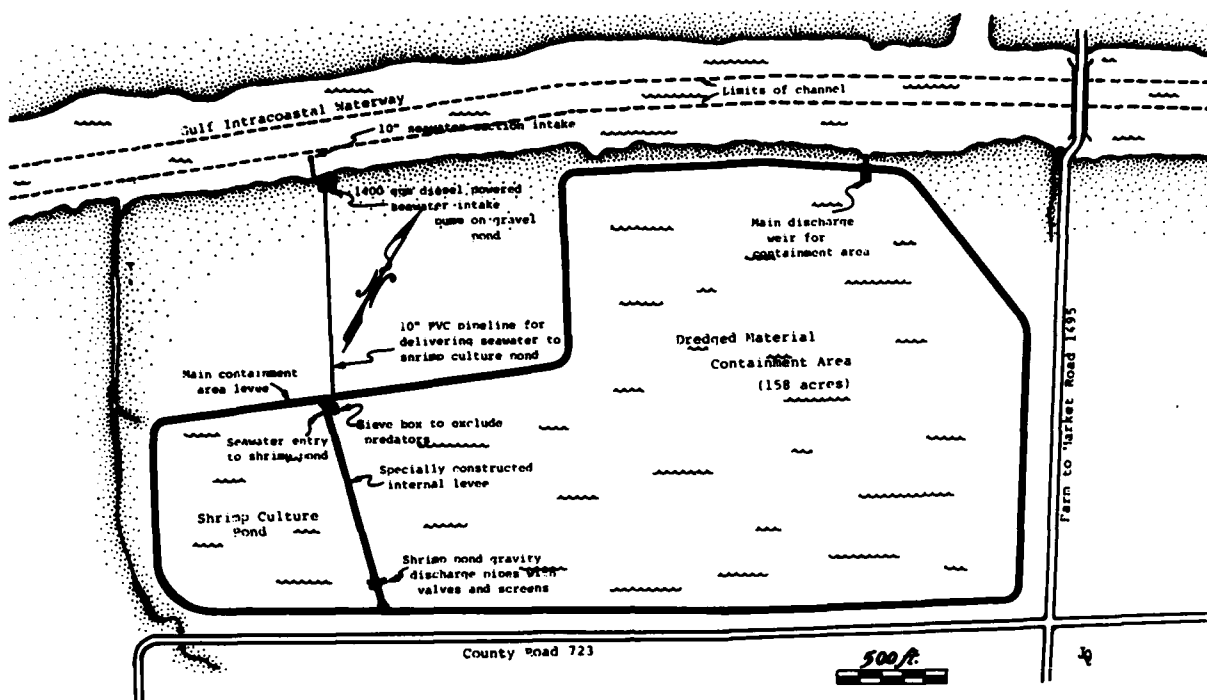 Limits of channel
Gulf Intracoastal Waterway
10" seawater suction intake
1400 gpm diesel powered
seawater intake
pump on gravel
Main discharge
weir for
containment area
10" PVC pipeline for
delivering seawater to
shrimp culture pond
Dredged Material
Containment Area
(158 acres)
Main containment
area levee
Sieve box to exclude
predators
Seawater entry
to shrimp pond
Specially constructed
internal levee
Shrimp Culture
Pond
Shrimp pond gravity
discharge pipes with
valves and screens
Farm to Market Road 1495
County Road 723
500 ft.